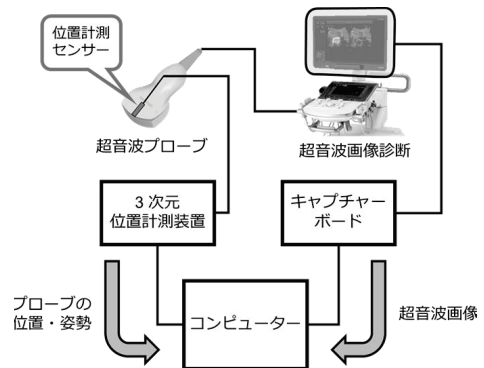 位置計測
センサー
超音波プローブ
超音波画像診断
3 次元
位置計測装置
キャプチャー
ボード
プローブの
位置・姿勢
コンピューター
超音波画像